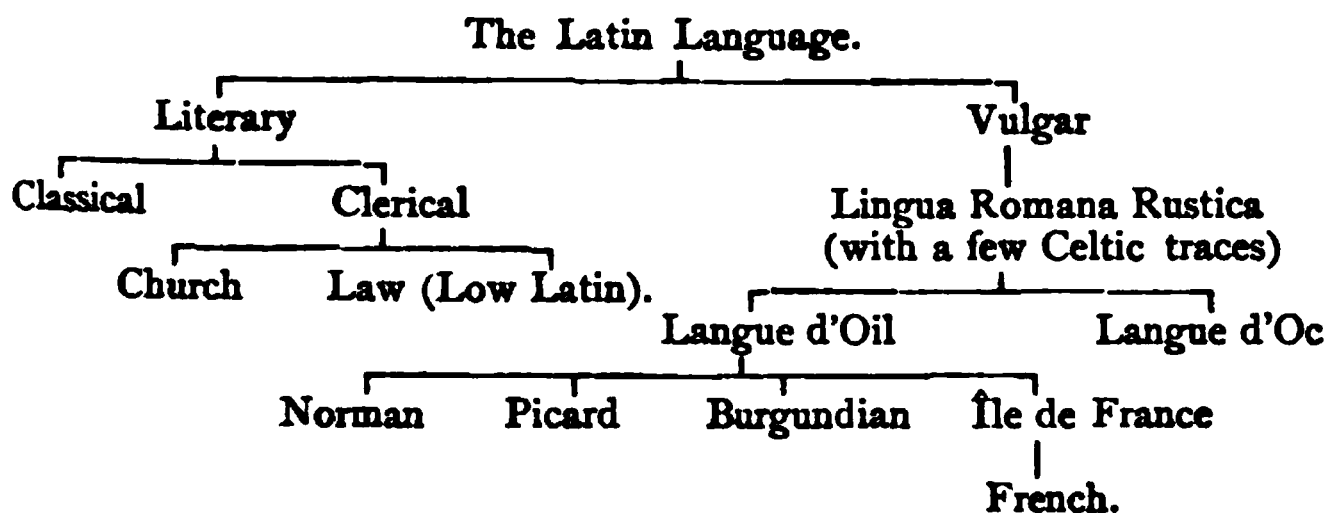 The Latin Language.
Literary Vulgar
Classical Clerical Lingua Romana Rustica
(with a few Celtic traces)
Church Law (Low Latin).
Langue d'Oil Langue d'Oc
Norman Picard Burgundian Île de France
French.